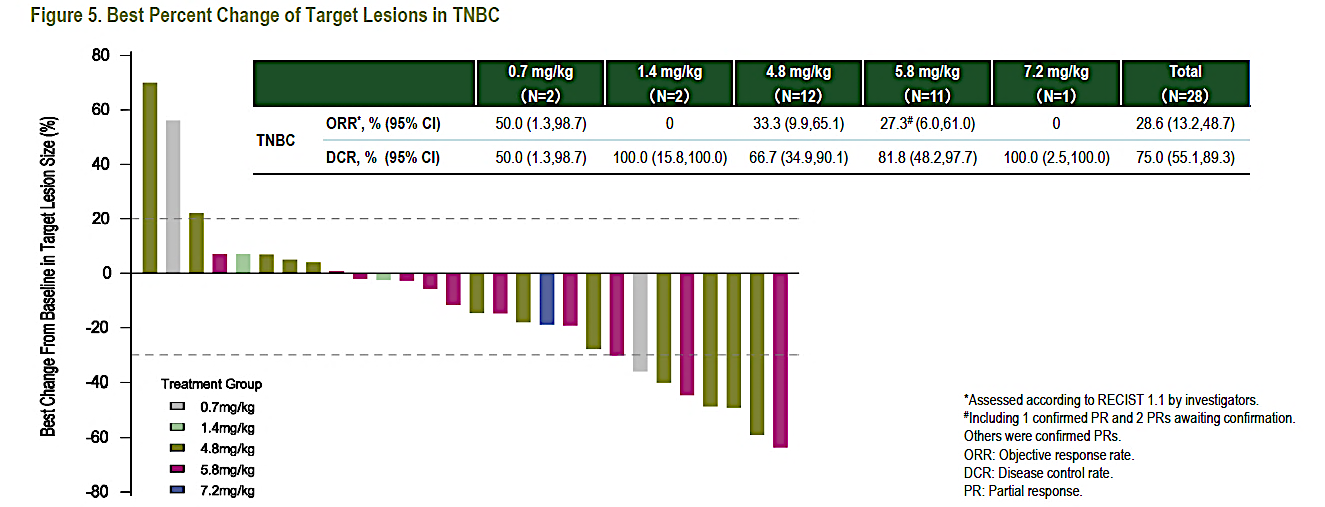 Figure 5. Best Percent Change of Target Lesions in TNBC
Best Change From Baseline in Target Lesion Size (%)
80
60
40
20
0
-20
-40
-60
-80
0.7 mg/kg 1.4 mg/kg 4.8 mg/kg 5.8 mg/kg 7.2 mg/kg Total
(N=2) (N=2) (N=12) (N=11) (N=1) (N=28)
TNBC
ORR*, % (95% CI) 50.0 (1.3,98.7) 0 33.3 (9.9,65.1) 27.3# (6.0,61.0) 0 28.6 (13.2,48.7)
DCR, % (95% CI) 50.0 (1.3,98.7) 100.0 (15.8,100.0) 66.7 (34.9,90.1) 81.8 (48.2,97.7) 100.0 (2.5,100.0) 75.0 (55.1,89.3)
Treatment Group
0.7mg/kg
1.4mg/kg
4.8mg/kg
5.8mg/kg
7.2mg/kg
*Assessed according to RECIST 1.1 by investigators.
#Including 1 confirmed PR and 2 PRs awaiting confirmation.
Others were confirmed PRs.
ORR: Objective response rate.
DCR: Disease control rate.
PR: Partial response.